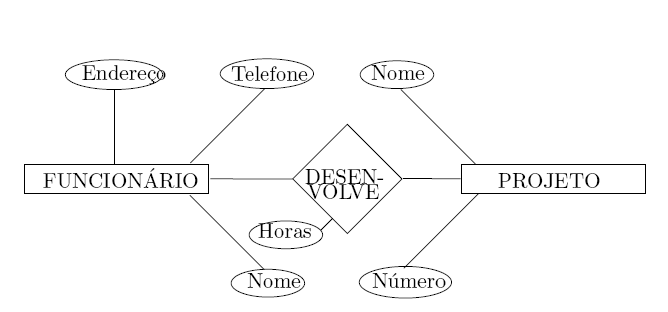 Endereço
Telefone
Nome
FUNCIONÁRIO
DESEN-
VOLVE
PROJETO
Horas
Nome
Número